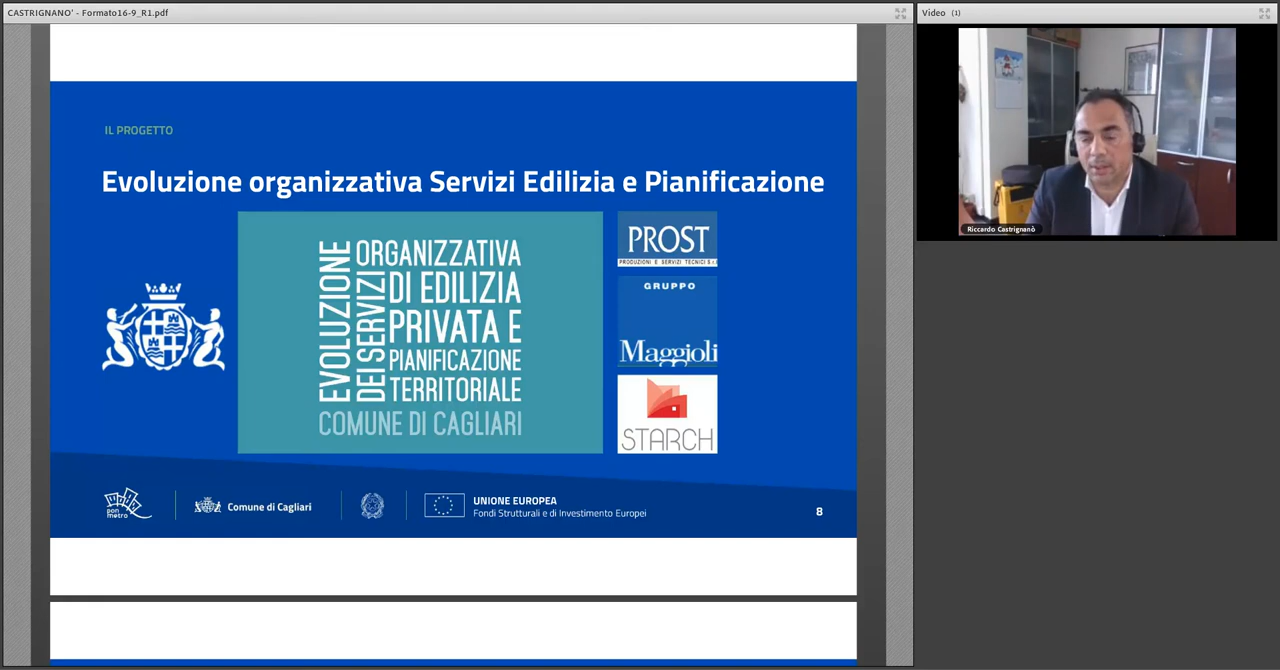 CASTRIGNANO' - Formato16-9_R1.pdf
Video (1)
Riccardo Castrignanò
IL PROGETTO
Evoluzione organizzativa Servizi Edilizia e Pianificazione
EVOLUZIONE
DEI SERVIZI
ORGANIZZATIVA
DI EDILIZIA
PRIVATA E
PIANIFICAZIONE
TERRITORIALE
COMUNE DI CAGLIARI
PROST
PRODUZIONI E SERVIZI TECNICI S.r.l
GRUPPO
Maggioli
STARCH
pon
metro
Comune di Cagliari
UNIONE EUROPEA
Fondi Strutturali e di Investimento Europei
8